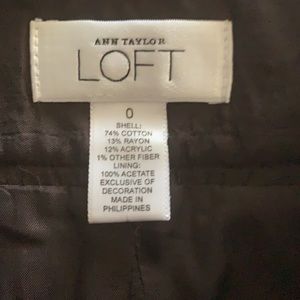 ANN TAYLOR
LOFT
0
SHELL:
74% COTTON
13% RAYON
12% ACRYLIC
1% OTHER FIBER
LINING:
100% ACETATE
EXCLUSIVE OF
DECORATION
MADE IN
PHILIPPINES